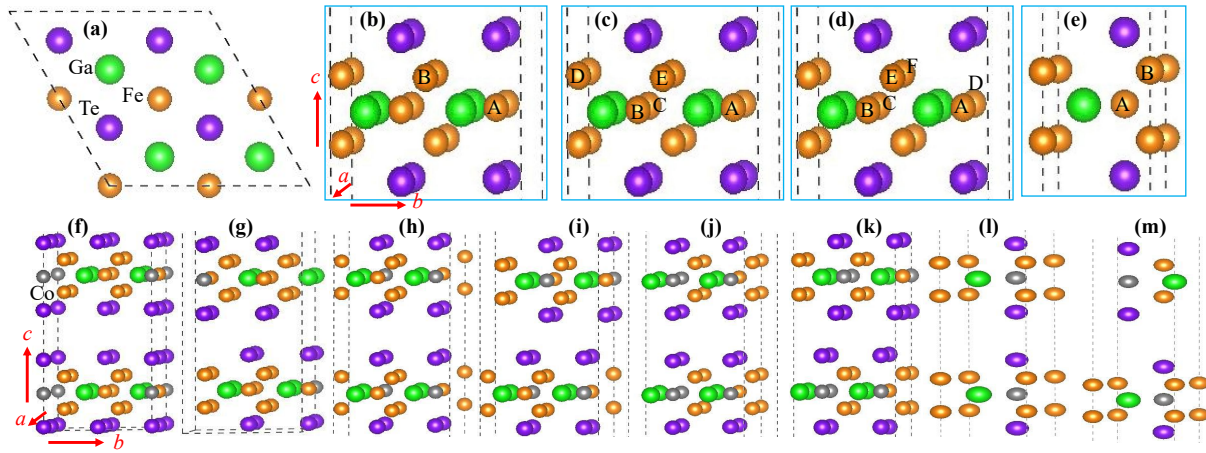 (a) (b) (c) (d) (e)
Ga Fe Te
c a b
B A
D E B C A
E F D B C A
B A
(f) (g) (h) (i) (j) (k) (l) (m)
Co
c a b